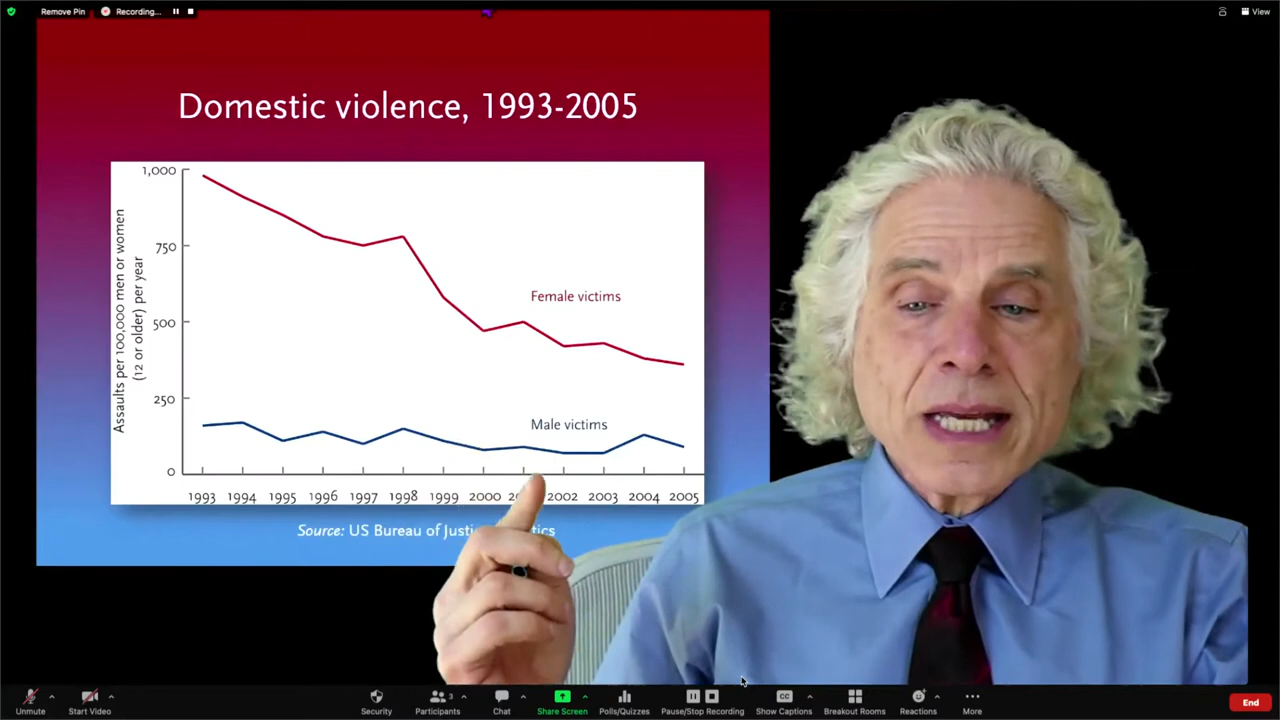 Remove Pin
Recording...
View
Domestic violence, 1993-2005
1,000
750
500
250
0
Assaults per 100,000 men or women
(12 or older) per year
Female victims
Male victims
1993 1994 1995 1996 1997 1998 1999 2000 2002 2003 2004 2005
Source: US Bureau of
Unmute
Start Video
Security
Participants
3
Chat
Share Screen
Polls/Quizzes
Pause/Stop Recording
CC
Show Captions
Breakout Rooms
Reactions
More
End